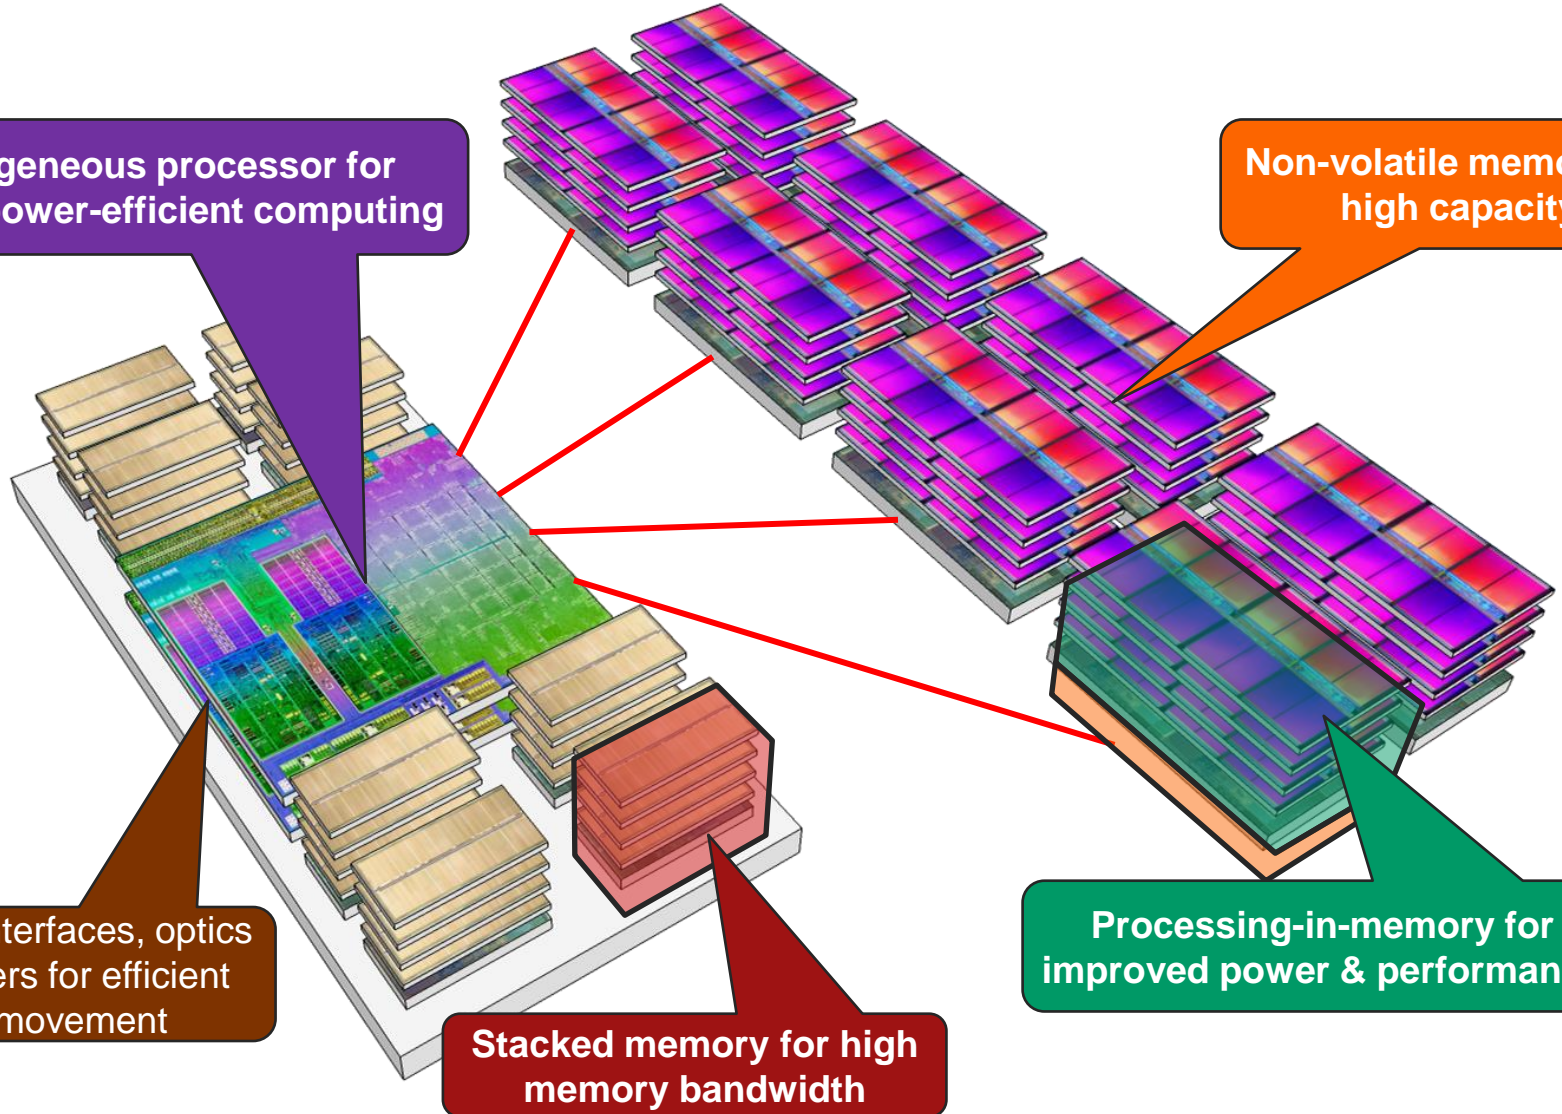 geneous processor for
ower-efficient computing
Non-volatile memo
high capacity
terfaces, optics
ers for efficient
movement
Stacked memory for high
memory bandwidth
Processing-in-memory for
improved power & performan